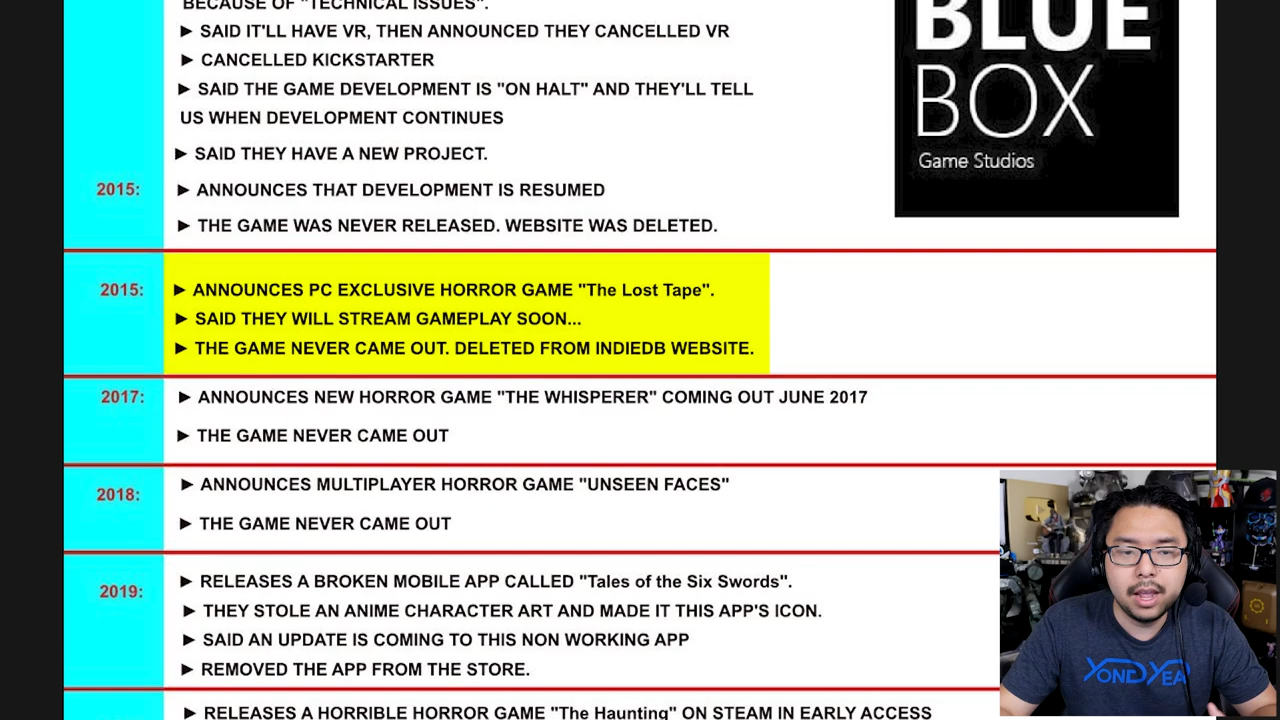 BECAUSE OF "TECHNICAL ISSUES".
► SAID IT'LL HAVE VR, THEN ANNOUNCED THEY CANCELLED VR
► CANCELLED KICKSTARTER
► SAID THE GAME DEVELOPMENT IS "ON HALT" AND THEY'LL TELL
US WHEN DEVELOPMENT CONTINUES
► SAID THEY HAVE A NEW PROJECT.
2015: ► ANNOUNCES THAT DEVELOPMENT IS RESUMED
► THE GAME WAS NEVER RELEASED. WEBSITE WAS DELETED.
BLUE
BOX
Game Studios
2015: ► ANNOUNCES PC EXCLUSIVE HORROR GAME "The Lost Tape".
► SAID THEY WILL STREAM GAMEPLAY SOON...
► THE GAME NEVER CAME OUT. DELETED FROM INDIEDB WEBSITE.
2017: ► ANNOUNCES NEW HORROR GAME "THE WHISPERER" COMING OUT JUNE 2017
► THE GAME NEVER CAME OUT
2018: ► ANNOUNCES MULTIPLAYER HORROR GAME "UNSEEN FACES"
► THE GAME NEVER CAME OUT
2019: ► RELEASES A BROKEN MOBILE APP CALLED "Tales of the Six Swords".
► THEY STOLE AN ANIME CHARACTER ART AND MADE IT THIS APP'S ICON.
► SAID AN UPDATE IS COMING TO THIS NON WORKING APP
► REMOVED THE APP FROM THE STORE.
► RELEASES A HORRIBLE HORROR GAME "The Haunting" ON STEAM IN EARLY ACCESS
YONGYEA